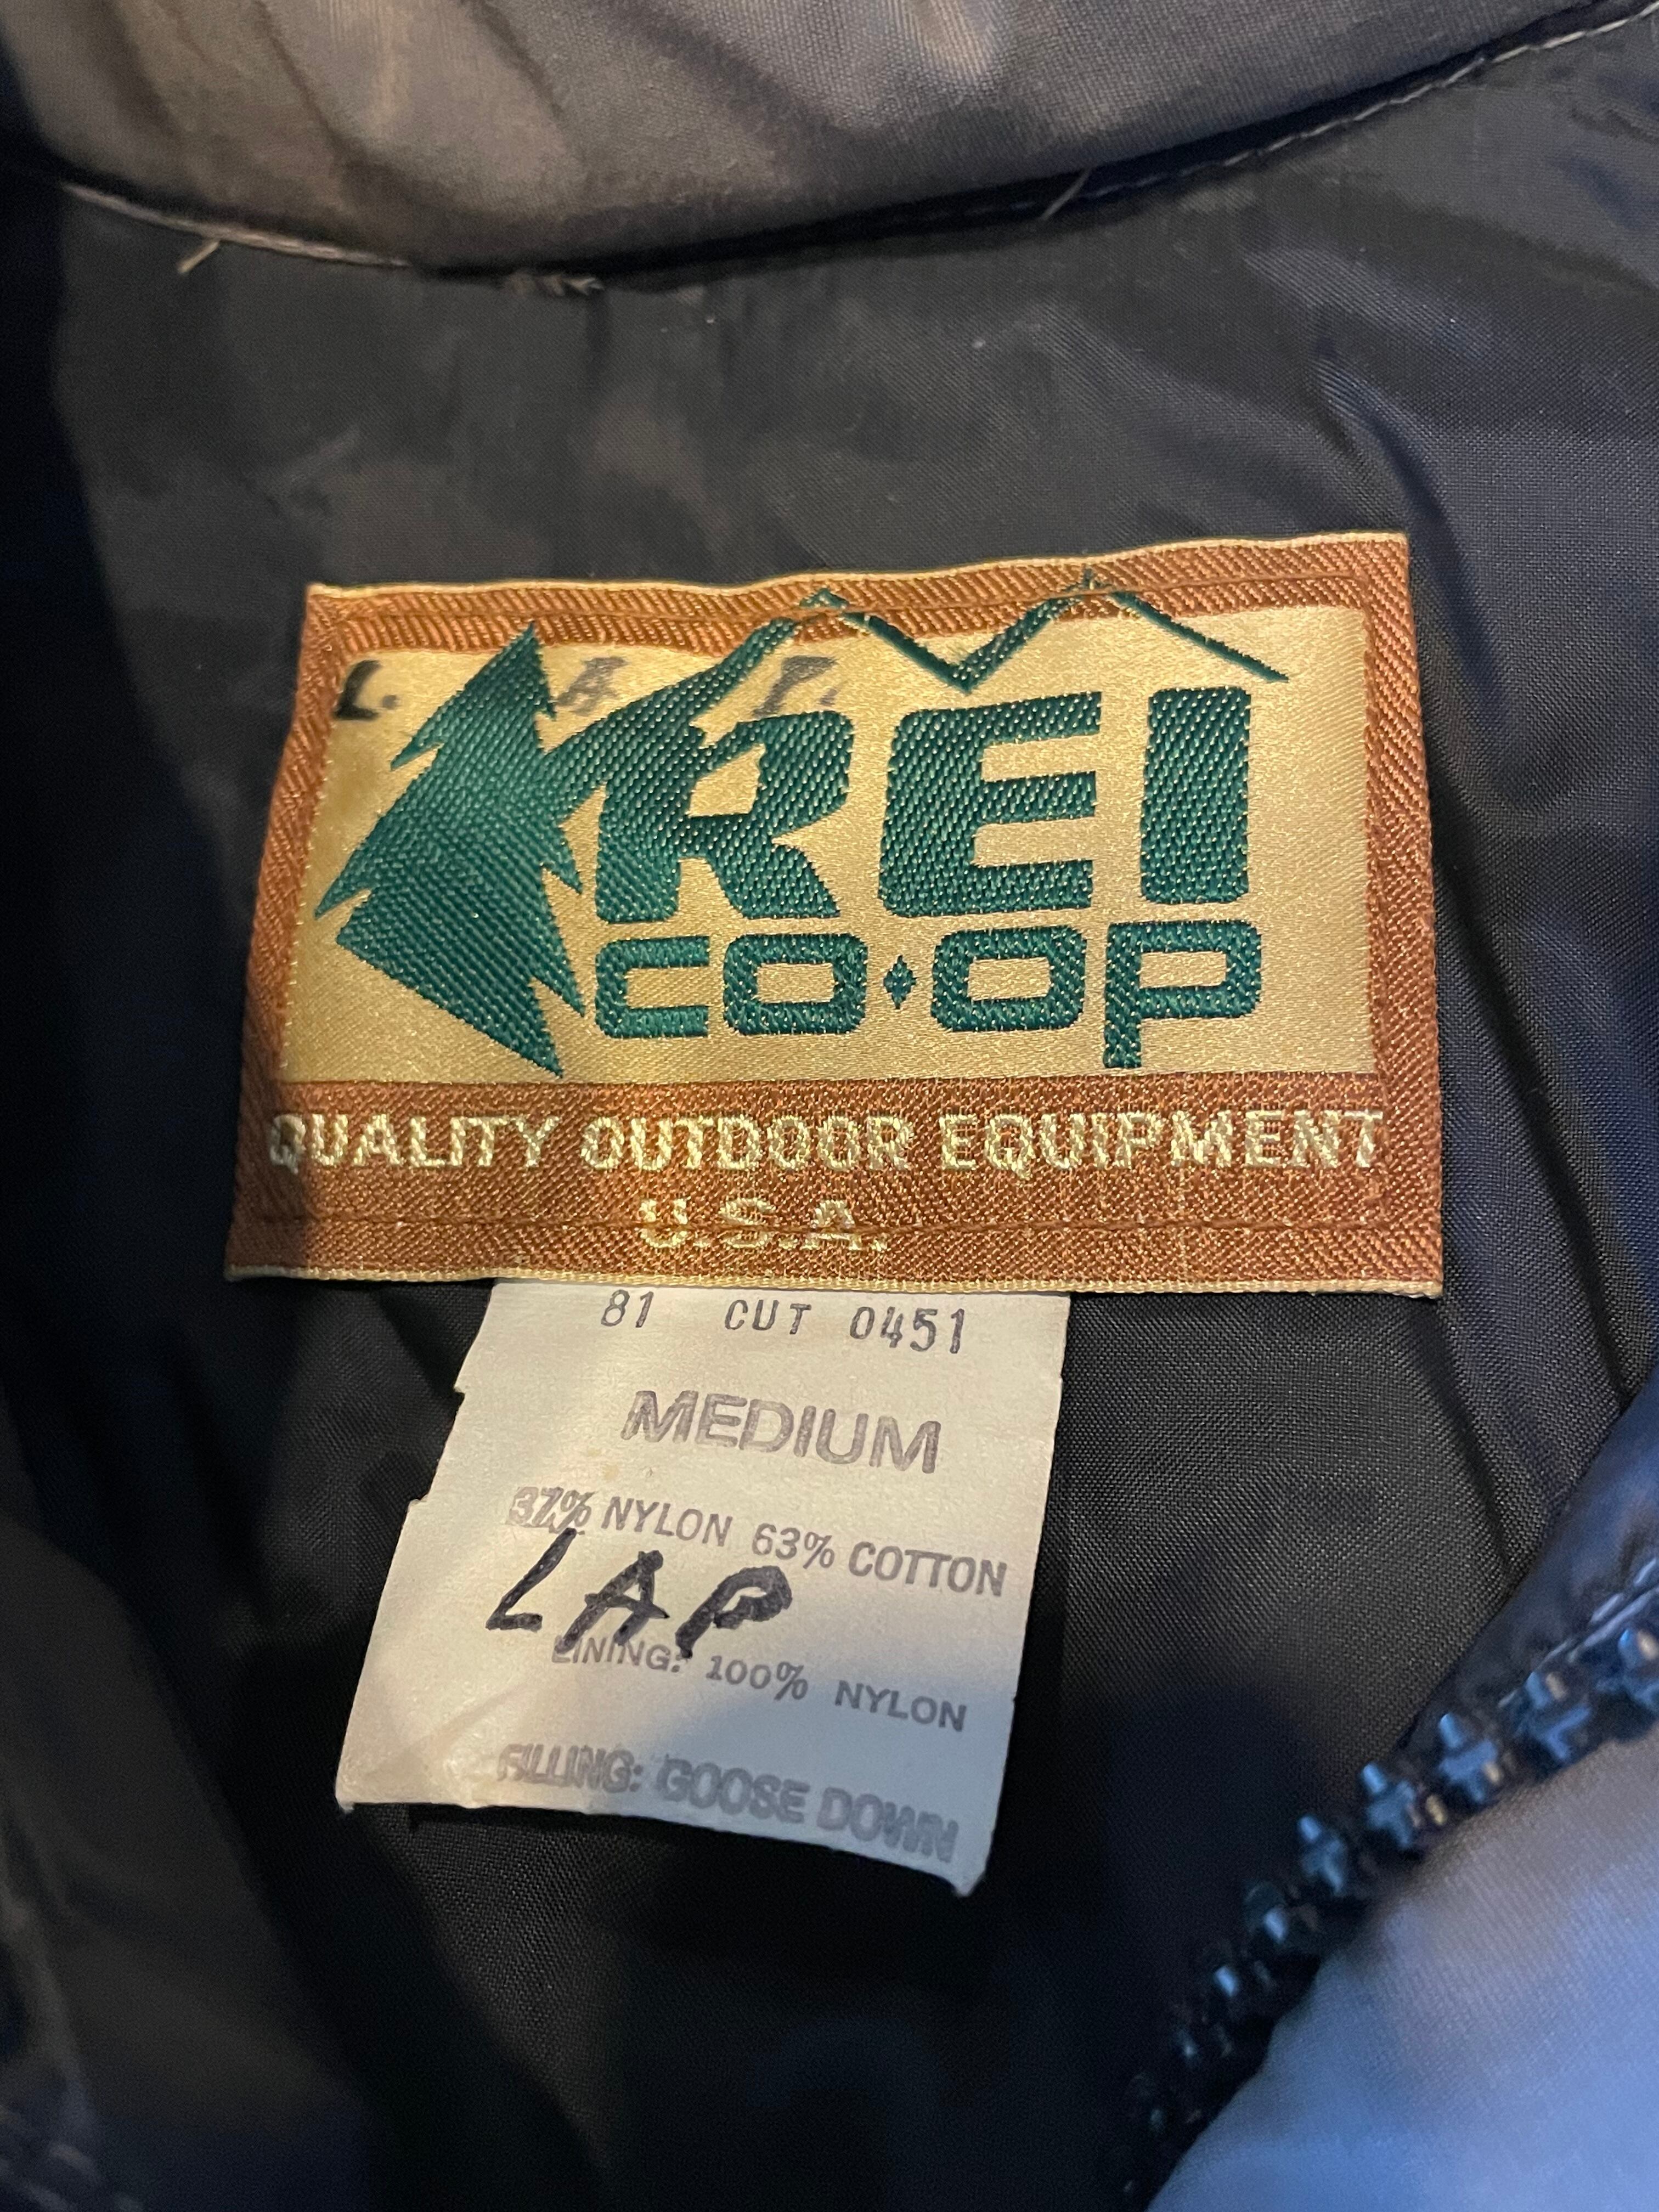 L. A. P.
REI
CO·OP
QUALITY OUTDOOR EQUIPMENT
U.S.A.
81 CUT 0451
MEDIUM
37% NYLON 63% COTTON
LAP
LINING: 100% NYLON
FILLING: GOOSE DOWN